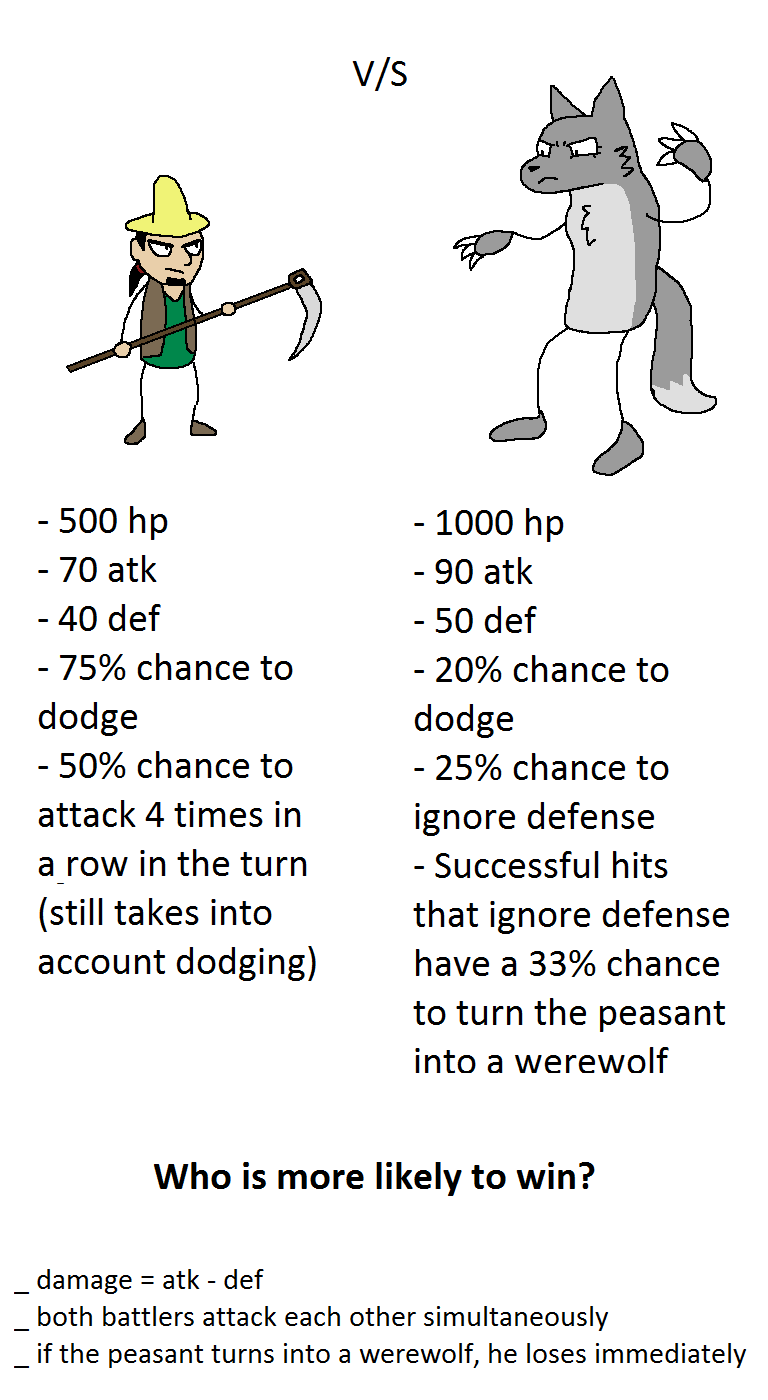 V/S
- 500 hp
- 70 atk
- 40 def
- 75% chance to
dodge
- 50% chance to
attack 4 times in
a_row in the turn
(still takes into
account dodging)
- 1000 hp
- 90 atk
- 50 def
- 20% chance to
dodge
- 25% chance to
ignore defense
- Successful hits
that ignore defense
have a 33% chance
to turn the peasant
into a werewolf
Who is more likely to win?
_ damage = atk - def
_ both battlers attack each other simultaneously
_ if the peasant turns into a werewolf, he loses immediately